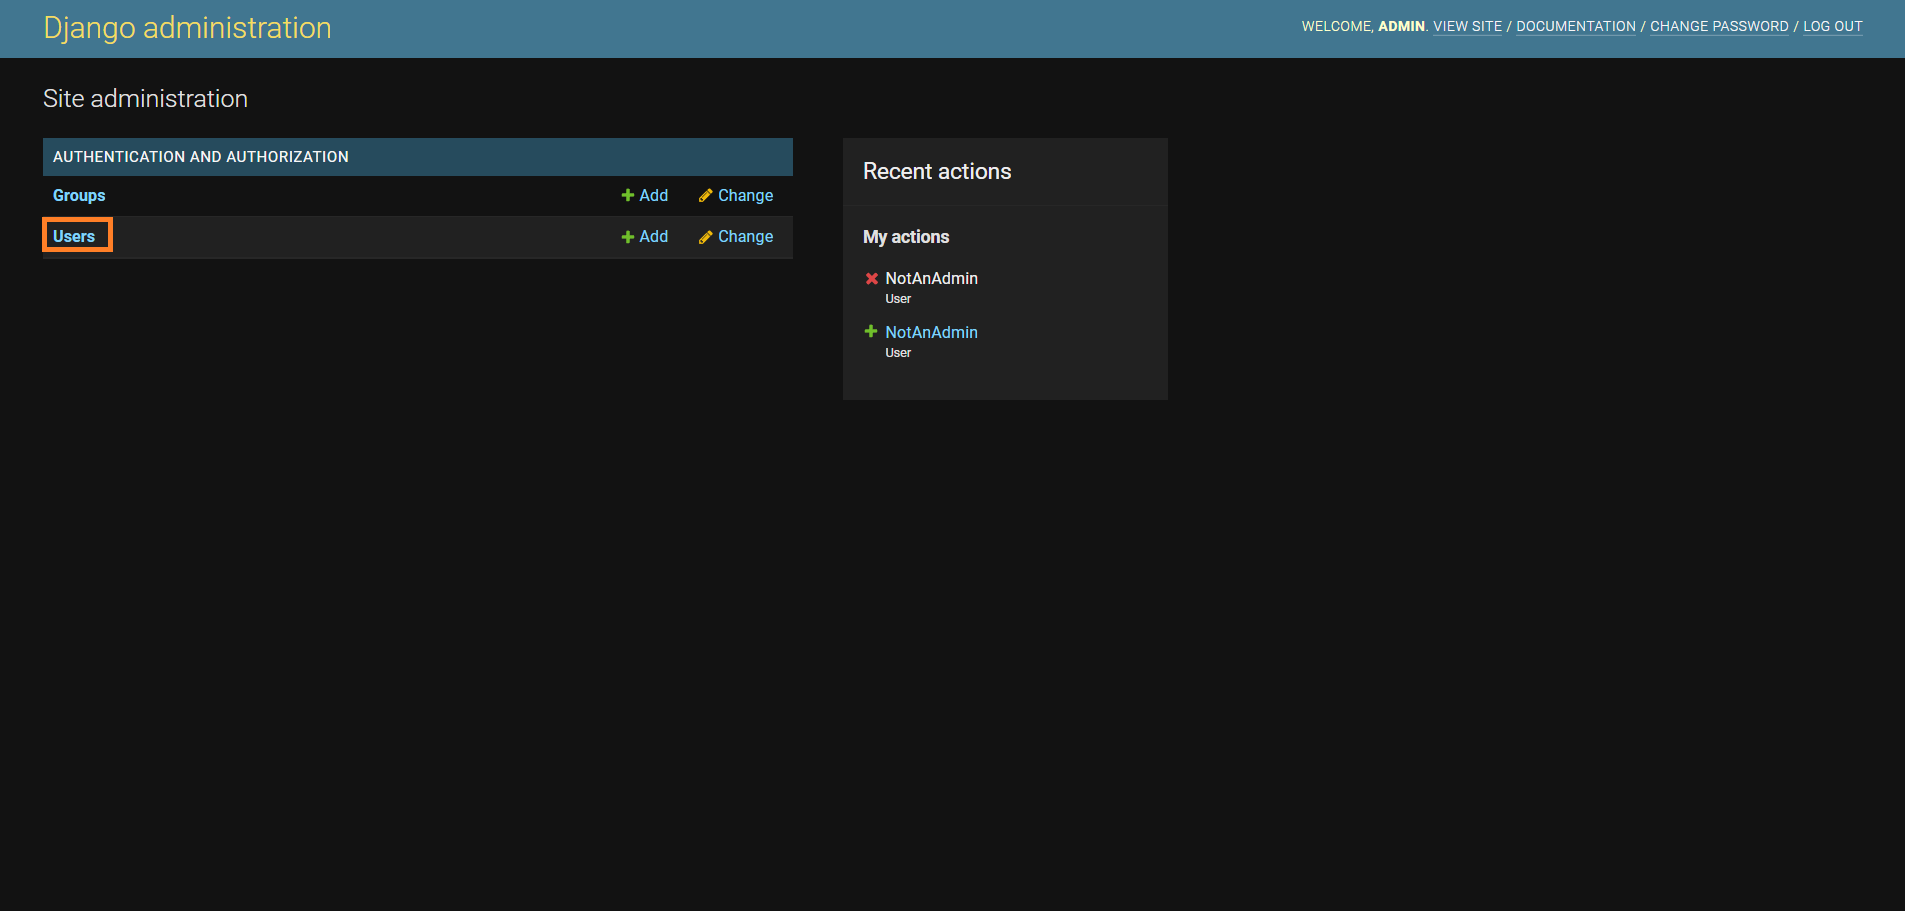 Django administration
WELCOME, ADMIN. VIEW SITE / DOCUMENTATION / CHANGE PASSWORD / LOG OUT
Site administration
AUTHENTICATION AND AUTHORIZATION
Groups Add Change
Users Add Change
Recent actions
My actions
NotAnAdmin
User
NotAnAdmin
User